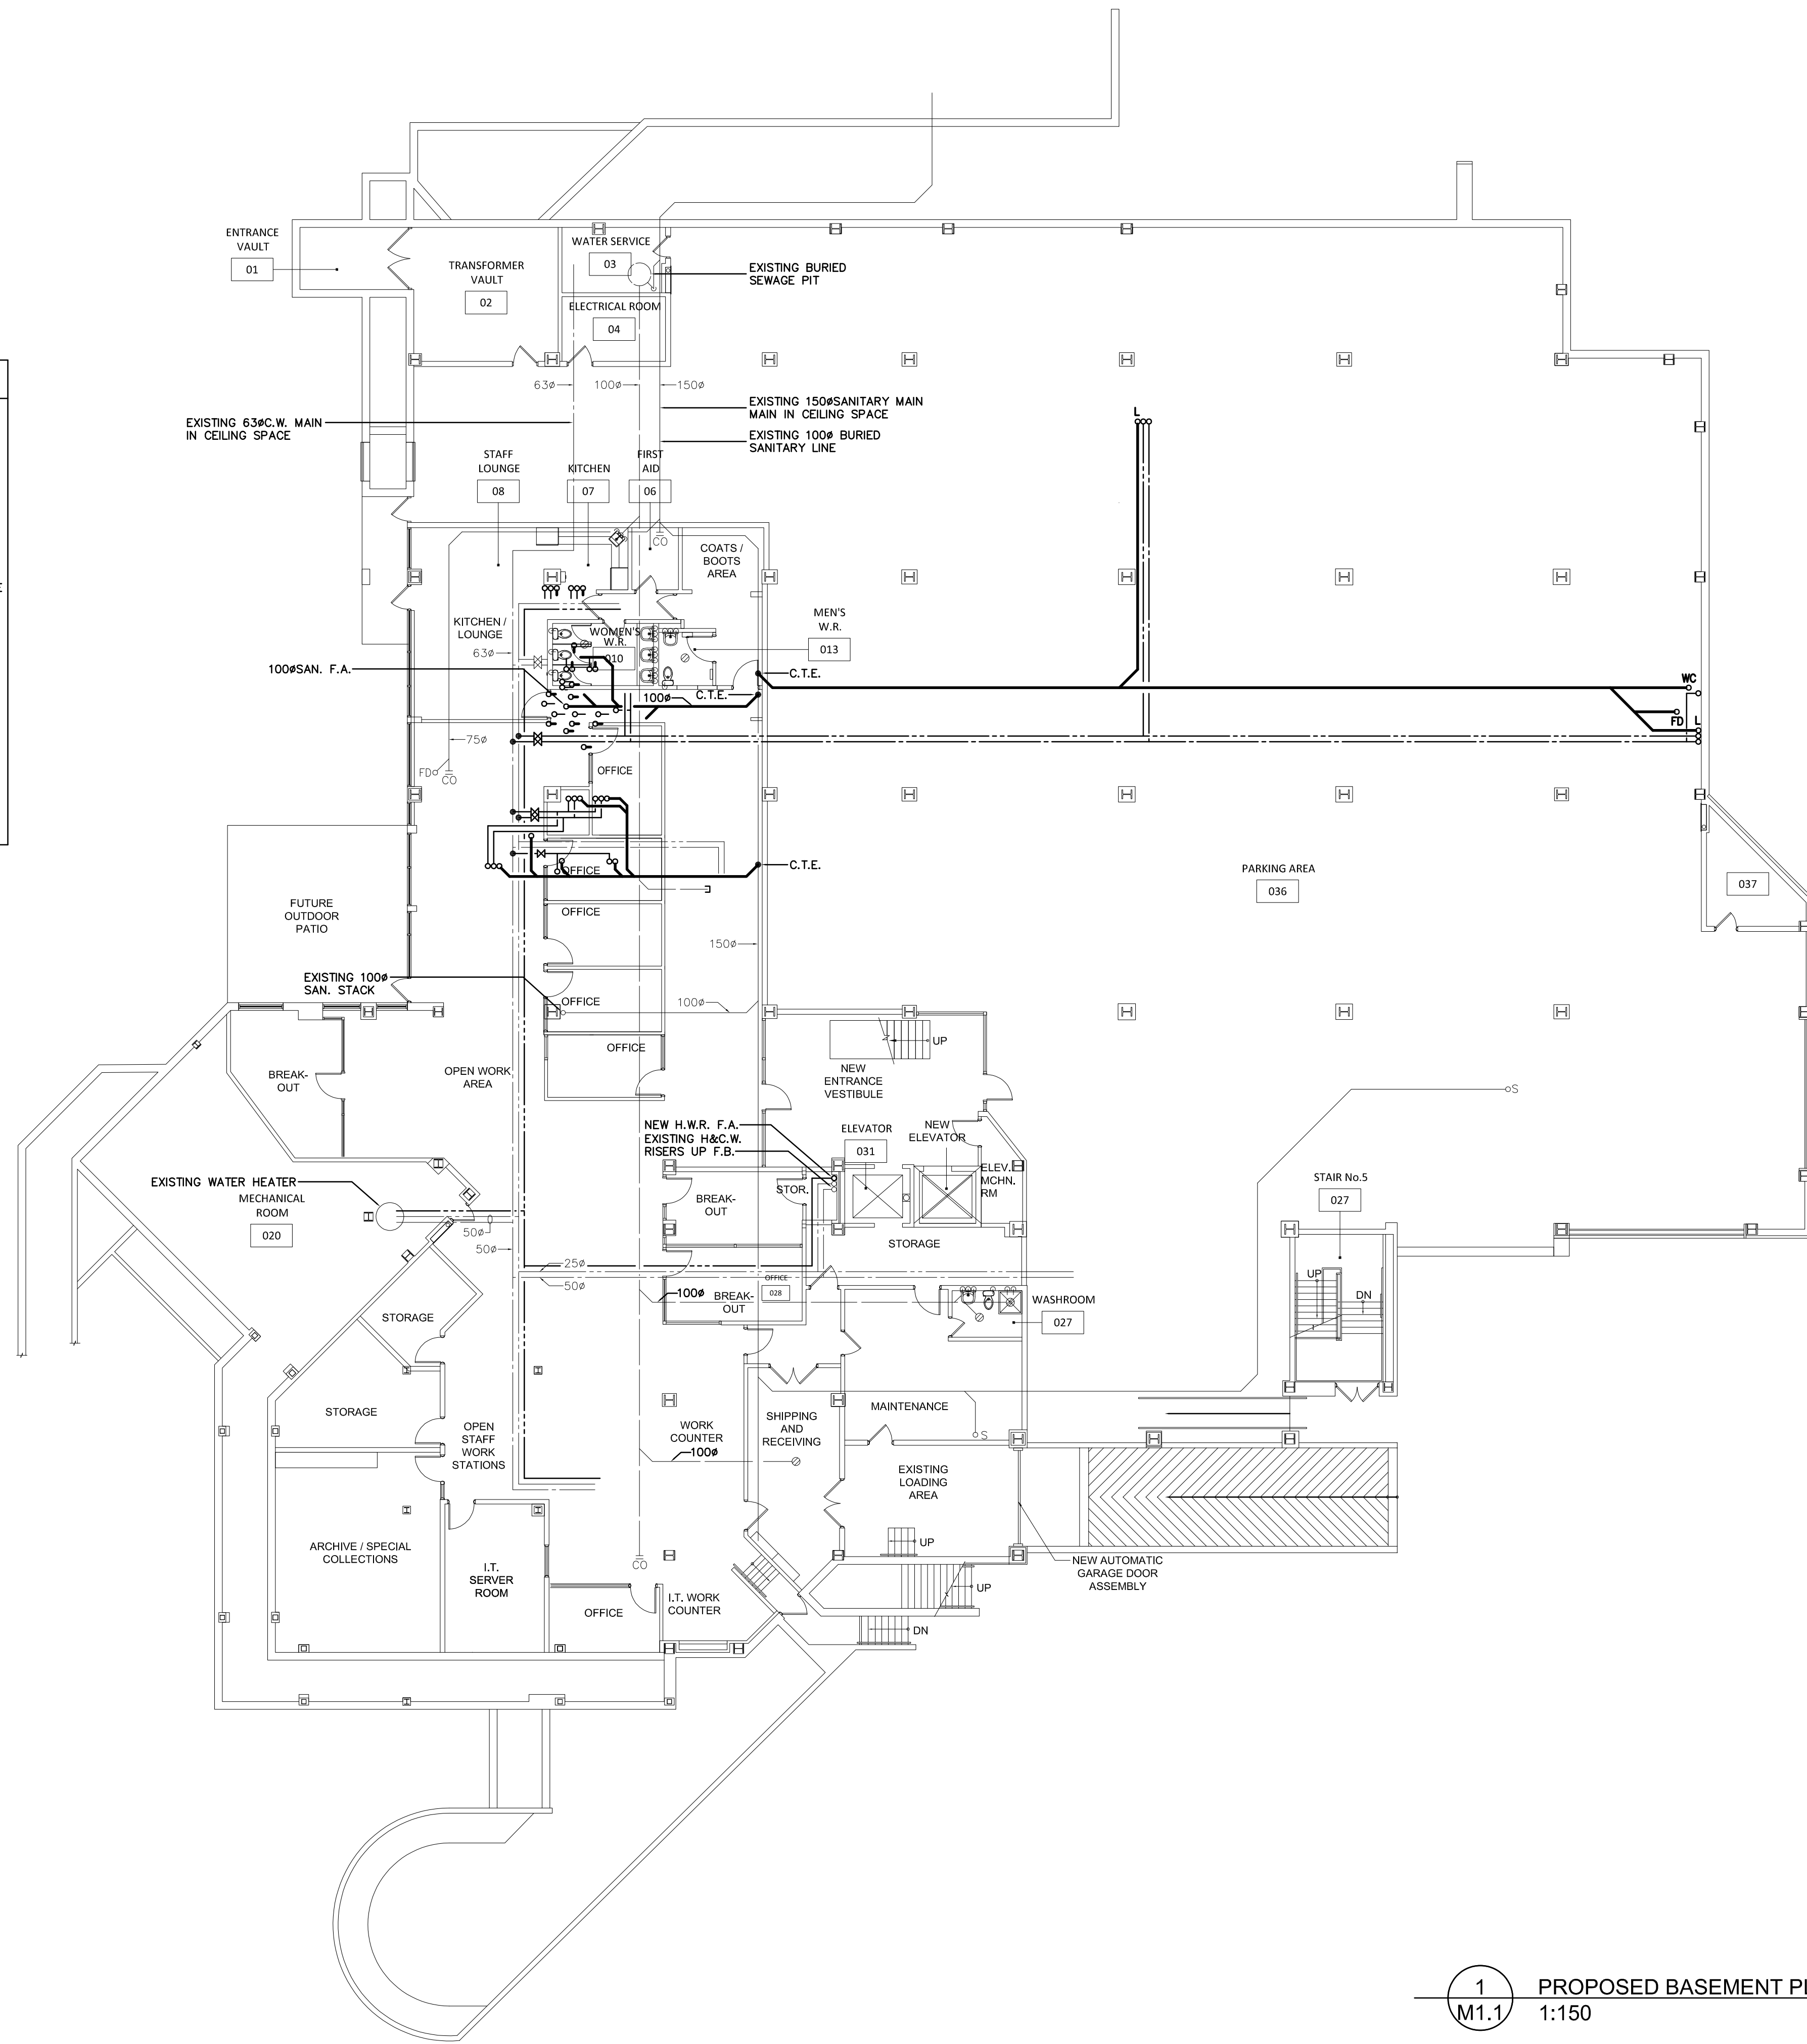 ENTRANCE
VAULT
01
TRANSFORMER
VAULT
02
WATER SERVICE
03
ELECTRICAL ROOM
04
EXISTING BURIED
SEWAGE PIT
63ø
100ø
150ø
EXISTING 63øC.W. MAIN
IN CEILING SPACE
EXISTING 150øSANITARY MAIN
MAIN IN CEILING SPACE
EXISTING 100ø BURIED
SANITARY LINE
L
STAFF
LOUNGE
08
KITCHEN
07
FIRST
AID
06
CO
COATS /
BOOTS
AREA
KITCHEN /
LOUNGE
63ø
WOMEN'S
W.R.
010
MEN'S
W.R.
013
100øSAN. F.A.
C.T.E.
100ø
C.T.E.
WC
FD
L
75ø
FD
CO
OFFICE
OFFICE
C.T.E.
OFFICE
PARKING AREA
036
037
FUTURE
OUTDOOR
PATIO
150ø
EXISTING 100ø
SAN. STACK
OFFICE
100ø
OFFICE
UP
BREAK-
OUT
OPEN WORK
AREA
NEW
ENTRANCE
VESTIBULE
S
NEW H.W.R. F.A.
EXISTING H&C.W.
RISERS UP F.B.
ELEVATOR
031
NEW
ELEVATOR
ELEV.
MCHN.
RM
EXISTING WATER HEATER
MECHANICAL
ROOM
020
BREAK-
OUT
STOR.
STAIR No.5
027
50ø
50ø
STORAGE
25ø
50ø
OFFICE
028
100ø
BREAK-
OUT
WASHROOM
027
UP
DN
STORAGE
STORAGE
OPEN
STAFF
WORK
STATIONS
WORK
COUNTER
100ø
SHIPPING
AND
RECEIVING
MAINTENANCE
S
EXISTING
LOADING
AREA
ARCHIVE / SPECIAL
COLLECTIONS
I.T.
SERVER
ROOM
CO
UP
NEW AUTOMATIC
GARAGE DOOR
ASSEMBLY
UP
OFFICE
I.T. WORK
COUNTER
DN
1
M1.1
PROPOSED BASEMENT
1:150